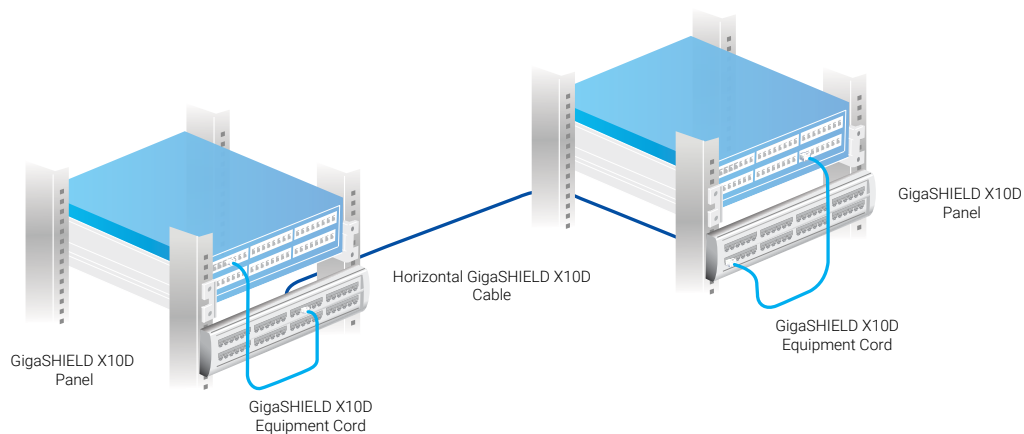 GigaSHIELD X10D
Panel
Horizontal GigaSHIELD X10D
Cable
GigaSHIELD X10D
Equipment Cord
GigaSHIELD X10D
Panel
GigaSHIELD X10D
Equipment Cord